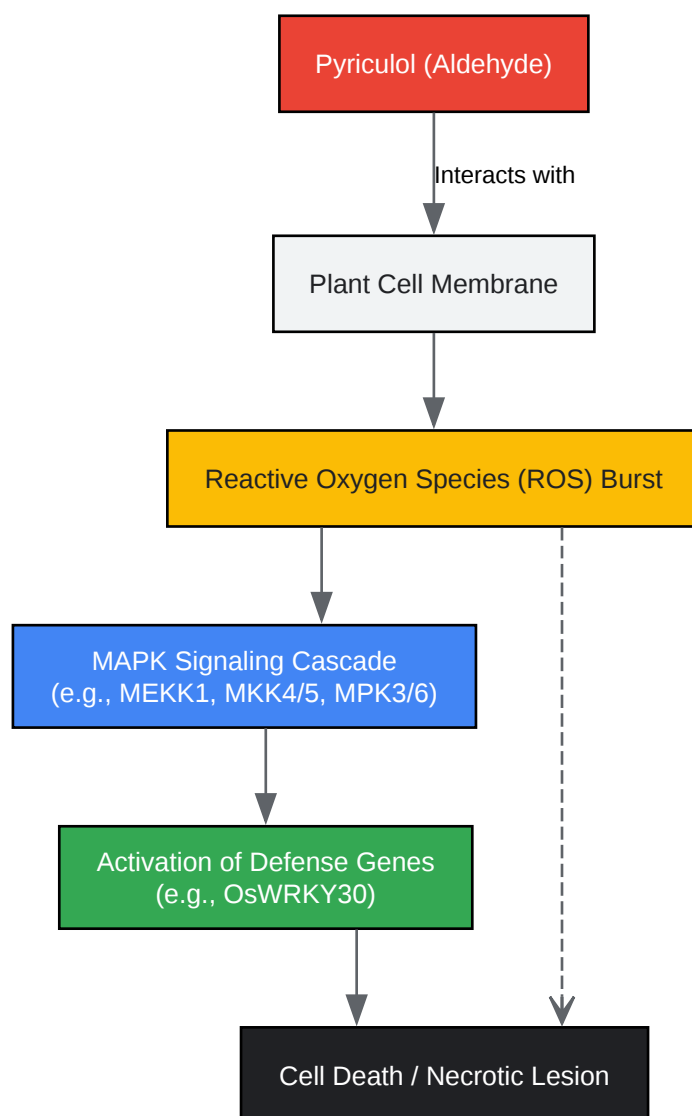 Pyriculol (Aldehyde)
Interacts with
Plant Cell Membrane
Reactive Oxygen Species (ROS) Burst
MAPK Signaling Cascade
(e.g., MEKK1, MKK4/5, MPK3/6)
Activation of Defense Genes
(e.g., OsWRKY30)
Cell Death / Necrotic Lesion